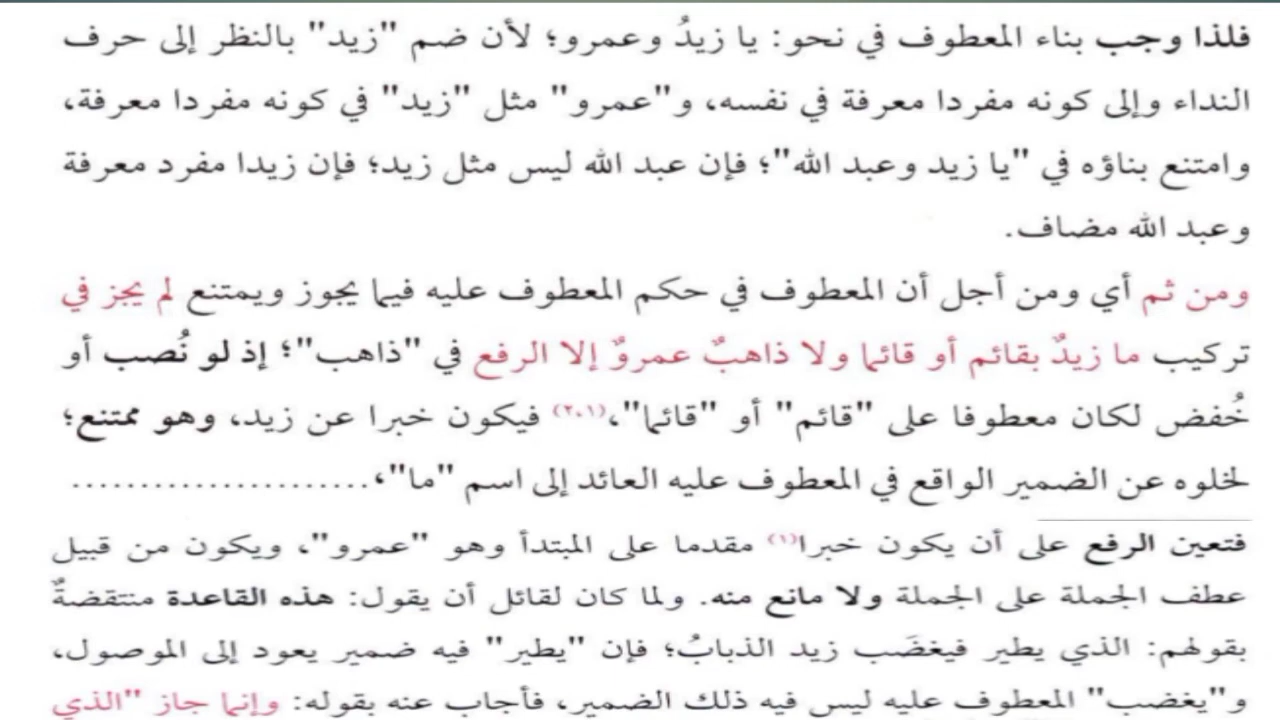 فلذا وجب بناء المعطوف في نحو: يا زيدُ وعمرو؛ لأن ضم "زيد" بالنظر إلى حرف
النداء وإلى كونه مفردا معرفة في نفسه، و"عمرو" مثل "زيد" في كونه مفردا معرفة،
وامتنع بناؤه في "يا زيد وعبد الله"؛ فإن عبد الله ليس مثل زيد؛ فإن زيدا مفرد معرفة
وعبد الله مضاف.
ومن ثم أي ومن أجل أن المعطوف في حكم المعطوف عليه فيما يجوز ويمتنع لم يجز في
تركيب ما زيدٌ بقائم أو قائما ولا ذاهبٌ عمروٌ إلا الرفع في "ذاهب"؛ إذ لو نُصب أو
خُفض لكان معطوفا على "قائم" أو "قائما"،(٢٠١) فيكون خبرا عن زيد، وهو ممتنع؛
لخلوه عن الضمير الواقع في المعطوف عليه العائد إلى اسم "ما"،......................
فتعين الرفع على أن يكون خبرا(١) مقدما على المبتدأ وهو "عمرو"، ويكون من قبيل
عطف الجملة على الجملة ولا مانع منه. ولما كان لقائل أن يقول: هذه القاعدة منتقضةٌ
بقولهم: الذي يطير فيغضَب زيد الذبابُ؛ فإن "يطير" فيه ضمير يعود إلى الموصول،
و"يغضب" المعطوف عليه ليس فيه ذلك الضمير، فأجاب عنه بقوله: وإنما جاز "الذي